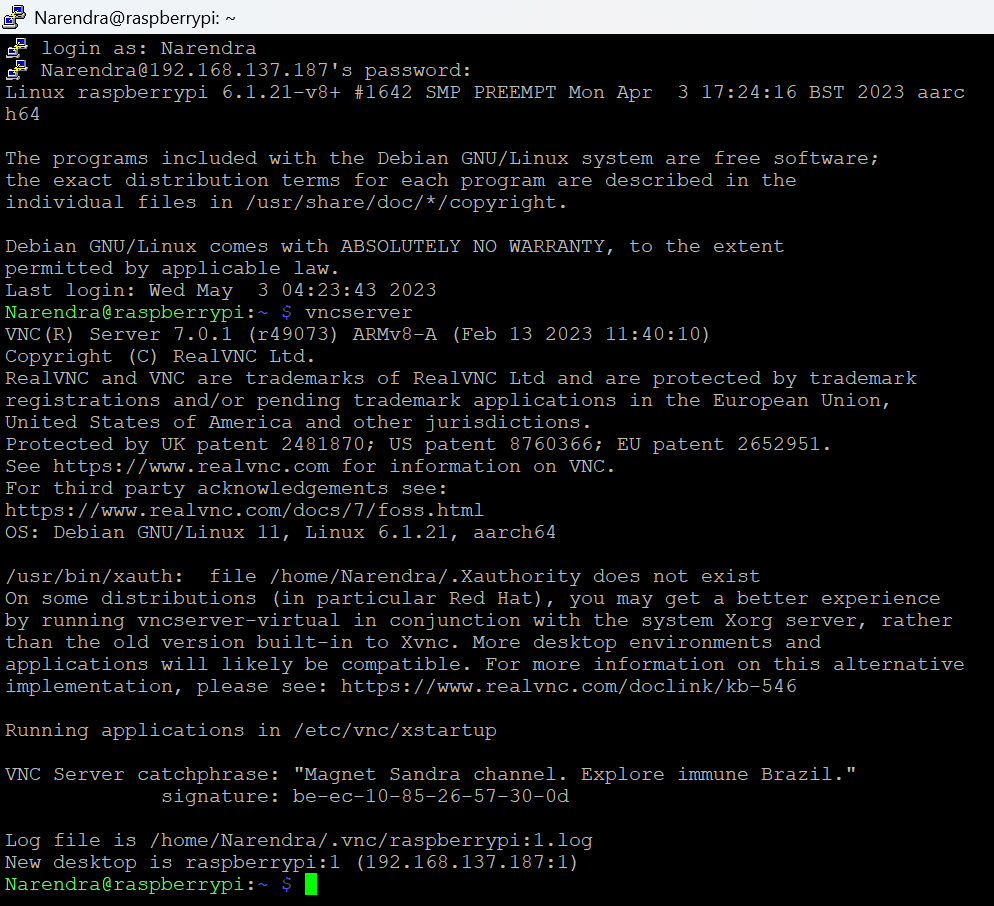 Narendra@raspberrypi: ~
login as: Narendra
Narendra@192.168.137.187's password:
Linux raspberrypi 6.1.21-v8+ #1642 SMP PREEMPT Mon Apr  3 17:24:16 BST 2023 aarc
h64
The programs included with the Debian GNU/Linux system are free software;
the exact distribution terms for each program are described in the
individual files in /usr/share/doc/*/copyright.
Debian GNU/Linux comes with ABSOLUTELY NO WARRANTY, to the extent
permitted by applicable law.
Last login: Wed May  3 04:23:43 2023
Narendra@raspberrypi:~ $ vncserver
VNC(R) Server 7.0.1 (r49073) ARMv8-A (Feb 13 2023 11:40:10)
Copyright (C) RealVNC Ltd.
RealVNC and VNC are trademarks of RealVNC Ltd and are protected by trademark
registrations and/or pending trademark applications in the European Union,
United States of America and other jurisdictions.
Protected by UK patent 2481870; US patent 8760366; EU patent 2652951.
See https://www.realvnc.com for information on VNC.
For third party acknowledgements see:
https://www.realvnc.com/docs/7/foss.html
OS: Debian GNU/Linux 11, Linux 6.1.21, aarch64
/usr/bin/xauth:  file /home/Narendra/.Xauthority does not exist
On some distributions (in particular Red Hat), you may get a better experience
by running vncserver-virtual in conjunction with the system Xorg server, rather
than the old version built-in to Xvnc. More desktop environments and
applications will likely be compatible. For more information on this alternative
implementation, please see: https://www.realvnc.com/doclink/kb-546
Running applications in /etc/vnc/xstartup
VNC Server catchphrase: "Magnet Sandra channel. Explore immune Brazil."
signature: be-ec-10-85-26-57-30-0d
Log file is /home/Narendra/.vnc/raspberrypi:1.log
New desktop is raspberrypi:1 (192.168.137.187:1)
Narendra@raspberrypi:~ $